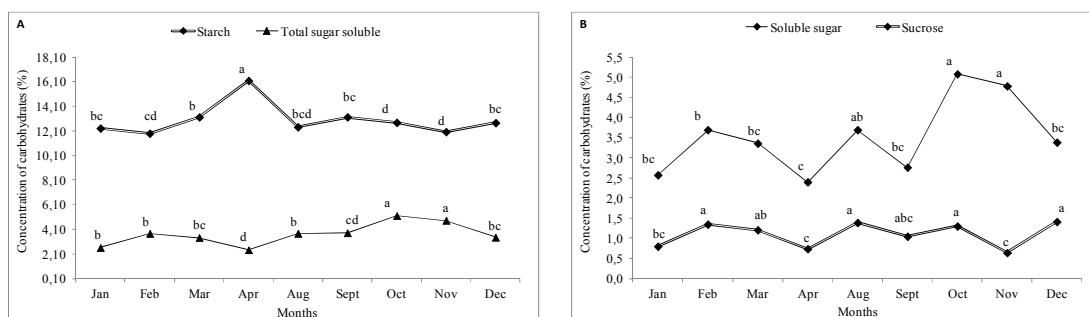 A
Starch Total sugar soluble
Concentration of carbohydrates (%)
18,10
16,10
14,10
12,10
10,10
8,10
6,10
4,10
2,10
0,10
bc cd b a bcd bc d d bc
b b bc d b cd a a bc
Jan Feb Mar Apr Aug Sept Oct Nov Dec
Months
B
Soluble sugar Sucrose
Concentration of carbohydrates (%)
5,5
5,0
4,5
4,0
3,5
3,0
2,5
2,0
1,5
1,0
0,5
0,0
bc b bc c ab bc a a bc
bc a ab c a abc a c a
Jan Feb Mar Apr Aug Sept Oct Nov Dec
Months